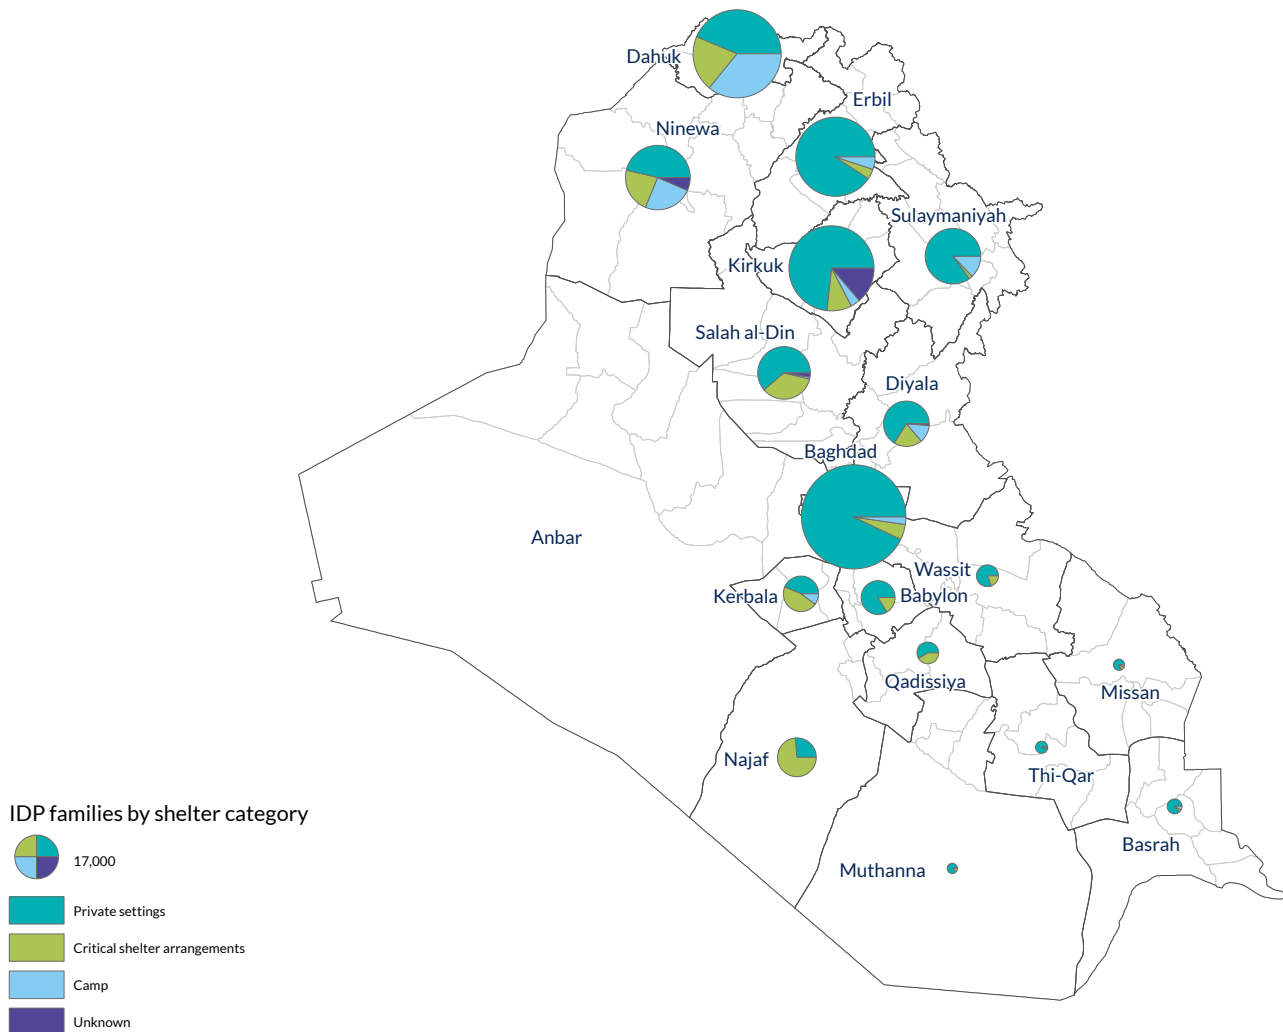 Dahuk
Erbil
Ninewa
Sulaymaniyah
Kirkuk
Salah al-Din
Diyala
Baghdad
Anbar
Wassit
Kerbala
Babylon
Qadissiya
Missan
Najaf
Thi-Qar
Basrah
Muthanna
IDP families by shelter category
17,000
Private settings
Critical shelter arrangements
Camp
Unknown